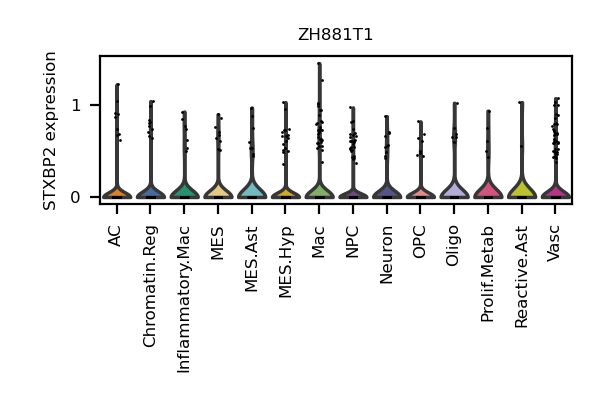 ZH881T1
STXBP2 expression
1
0
AC
Chromatin.Reg
Inflammatory.Mac
MES
MES.Ast
MES.Hyp
Mac
NPC
Neuron
OPC
Oligo
Prolif.Metab
Reactive.Ast
Vasc